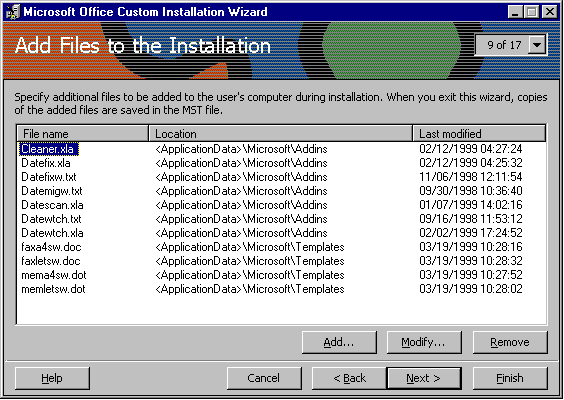 Microsoft Office Custom Installation Wizard
Add Files to the Installation
9 of 17
Specify additional files to be added to the user's computer during installation. When you exit this wizard, copies
of the added files are saved in the MST file.
File name Location Last modified
Cleaner.xla <ApplicationData>\Microsoft\Addins 02/12/1999 04:27:24
Datefix.xla <ApplicationData>\Microsoft\Addins 02/12/1999 04:25:32
Datefixw.txt <ApplicationData>\Microsoft\Addins 11/06/1998 12:11:54
Datemigw.txt <ApplicationData>\Microsoft\Addins 09/30/1998 10:36:40
Datescan.xla <ApplicationData>\Microsoft\Addins 01/07/1999 14:02:16
Datewtch.txt <ApplicationData>\Microsoft\Addins 09/16/1998 11:53:12
Datewtch.xla <ApplicationData>\Microsoft\Addins 02/02/1999 17:24:52
faxa4sw.doc <ApplicationData>\Microsoft\Templates 03/19/1999 10:28:16
faxletsw.doc <ApplicationData>\Microsoft\Templates 03/19/1999 10:28:32
mema4sw.dot <ApplicationData>\Microsoft\Templates 03/19/1999 10:27:52
memletsw.dot <ApplicationData>\Microsoft\Templates 03/19/1999 10:28:02
Add... Modify... Remove
Help Cancel < Back Next > Finish